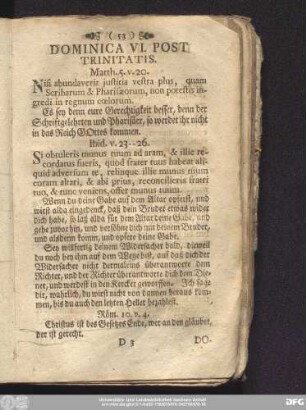 ( 53 )
DOMINICA VI. POST
TRINITATIS.
Matth. 5. v. 20.
Nisi abundaverit justitia vestra plus, quam
Scribarum & Pharisæorum, non potestis in-
gredi in regnum cœlorum.
Es sey denn eure Gerechtigkeit besser, denn der
Schrifftgelehrten und Pharisäer, so werdet ihr nicht
in das Reich GOttes kommen.
Ibid. v. 23--26.
Si obtuleris munus tuum ad aram, & illic re-
cordatus fueris, quod frater tuus habeat ali-
quid adversum te, relinque illic munus tuum
coram altari, & abi prius, reconcilieris fratri
tuo, & tunc veniens, offer munus tuum.
Wenn du deine Gabe auf dem Altar opferst, und
wirst alda eingedenck, daß dein Bruder etwas wider
dich habe, so laß alda für dem Altar deine Gabe, und
gehe zuvor hin, und versöhne dich mit deinem Bruder,
und alsdenn komm, und opfere deine Gabe.
Sey willfertig deinem Widersacher bald, dieweil
du noch bey ihm auf dem Wege bist, auf daß dich der
Widersacher nicht dermaleins überantworte dem
Richter, und der Richter überantworte dich dem Die-
ner, und werdest in den Kercker geworffen. Ich sage
dir, warlich, du wirst nicht von dannen heraus kom-
men, bis du auch den letzten Heller bezahlest.
Röm. 10. v. 4.
Christus ist des Gesetzes Ende, wer an den gläubet,
der ist gerecht.
D 3
DO-